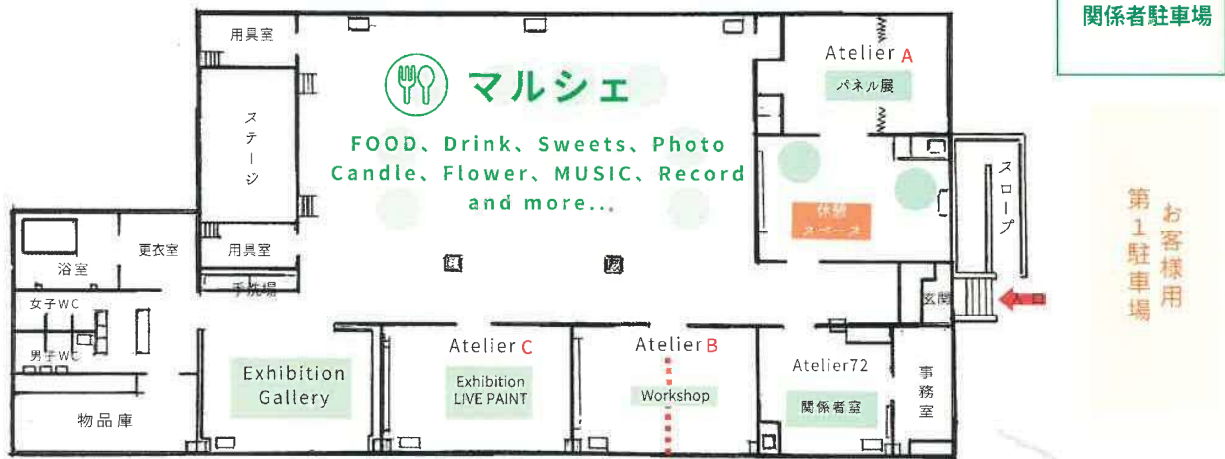 関係者駐車場
用具室
Atelier A
パネル展
マルシェ
ステージ
FOOD、Drink、Sweets、Photo
Candle、Flower、MUSIC、Record
and more...
スロープ
お客様用
第1駐車場
休憩
スペース
更衣室
用具室
浴室
手洗場
玄関
入口
女子WC
男子WC
Atelier C
Atelier B
Exhibition
Gallery
Exhibition
LIVE PAINT
Workshop
Atelier72
関係者室
事務室
物品庫